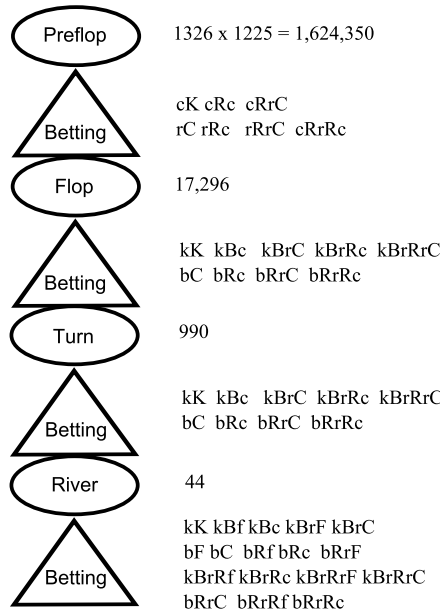 Preflop 1326 x 1225 = 1,624,350
cK cRc cRrC
Betting rC rRc rRrC cRrRc
Flop 17,296
kK kBc kBrC kBrRc kBrRrC
Betting bC bRc bRrC bRrRc
Turn 990
kK kBc kBrC kBrRc kBrRrC
Betting bC bRc bRrC bRrRc
River 44
kK kBf kBc kBrF kBrC
bF bC bRf bRc bRrF
Betting kBrRf kBrRc kBrRrF kBrRrC
bRrC bRrRf bRrRc